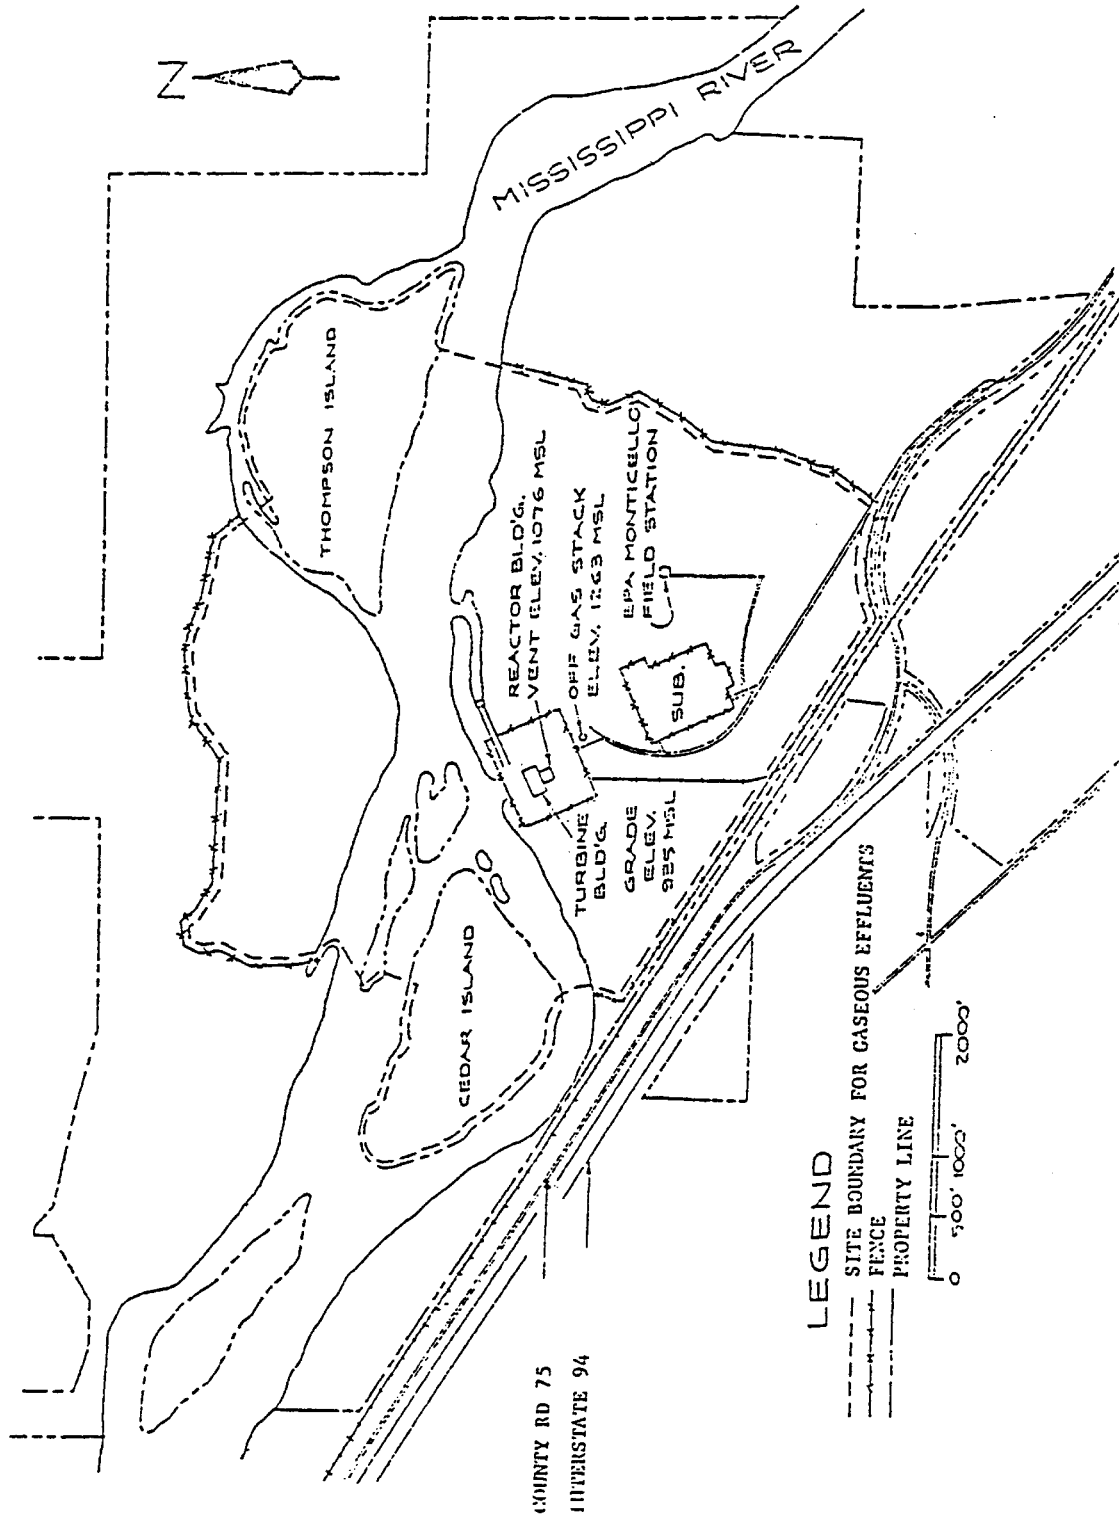 N
MISSISSIPPI RIVER
THOMPSON ISLAND
REACTOR BLD'G.
VENT ELEV. 1076 MSL
OFF GAS STACK
ELEV. 1263 MSL
EPA MONTICELLO
FIELD STATION
SUB.
TURBINE
BLD'G.
GRADE
ELEV.
925 MSL
CEDAR ISLAND
COUNTY RD 75
INTERSTATE 94
LEGEND
SITE BOUNDARY FOR GASEOUS EFFLUENTS
FENCE
PROPERTY LINE
0 500' 1000' 2000'